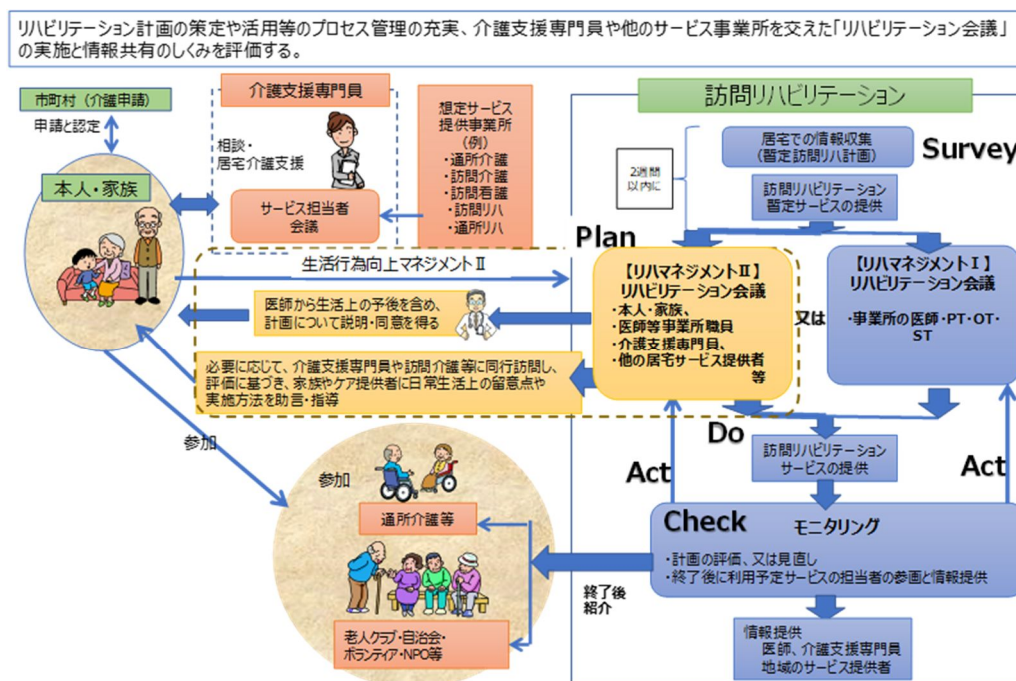 リハビリテーション計画の策定や活用等のプロセス管理の充実、介護支援専門員や他のサービス事業所を交えた「リハビリテーション会議」
の実施と情報共有のしくみを評価する。
市町村（介護申請）
申請と認定
本人・家族
介護支援専門員
相談・
居宅介護支援
サービス担当者
会議
想定サービス
提供事業所
（例）
・通所介護
・訪問介護
・訪問看護
・訪問リハ
・通所リハ
訪問リハビリテーション
居宅での情報収集
（暫定訪問リハ計画）
Survey
2週間
以内に
訪問リハビリテーション
暫定サービスの提供
Plan
生活行為向上マネジメントⅡ
医師から生活上の予後を含め、
計画について説明・同意を得る
必要に応じて、介護支援専門員や訪問介護等に同行訪問し、
評価に基づき、家族やケア提供者に日常生活上の留意点や
実施方法を助言・指導
【リハマネジメントⅡ】
リハビリテーション会議
・本人・家族、
・医師等事業所職員
・介護支援専門員、
・他の居宅サービス提供者
等
又は
【リハマネジメントⅠ】
リハビリテーション会議
・事業所の医師・PT・OT・
ST
Do
訪問リハビリテーション
サービスの提供
Act
Act
Check
モニタリング
・計画の評価、又は見直し
・終了後に利用予定サービスの担当者の参画と情報提供
終了後
紹介
情報提供
医師、介護支援専門員
地域のサービス提供者
参加
参加
通所介護等
老人クラブ・自治会・
ボランティア・NPO等